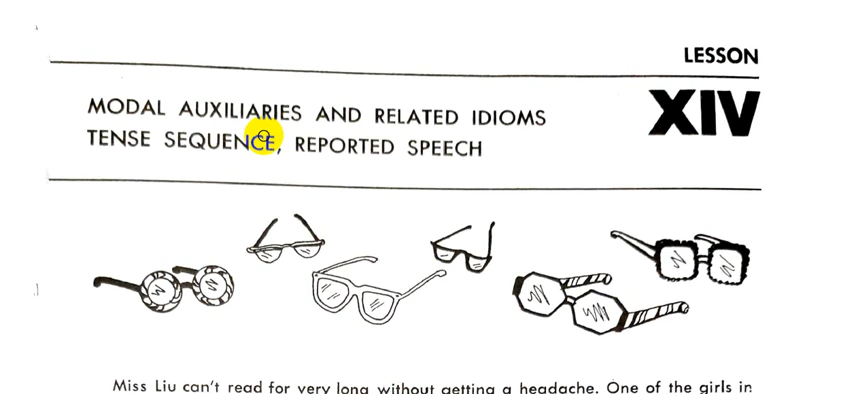 LESSON
XIV
MODAL AUXILIARIES AND RELATED IDIOMS
TENSE SEQUENCE, REPORTED SPEECH
Miss Liu can't read for very long without getting a headache. One of the girls in